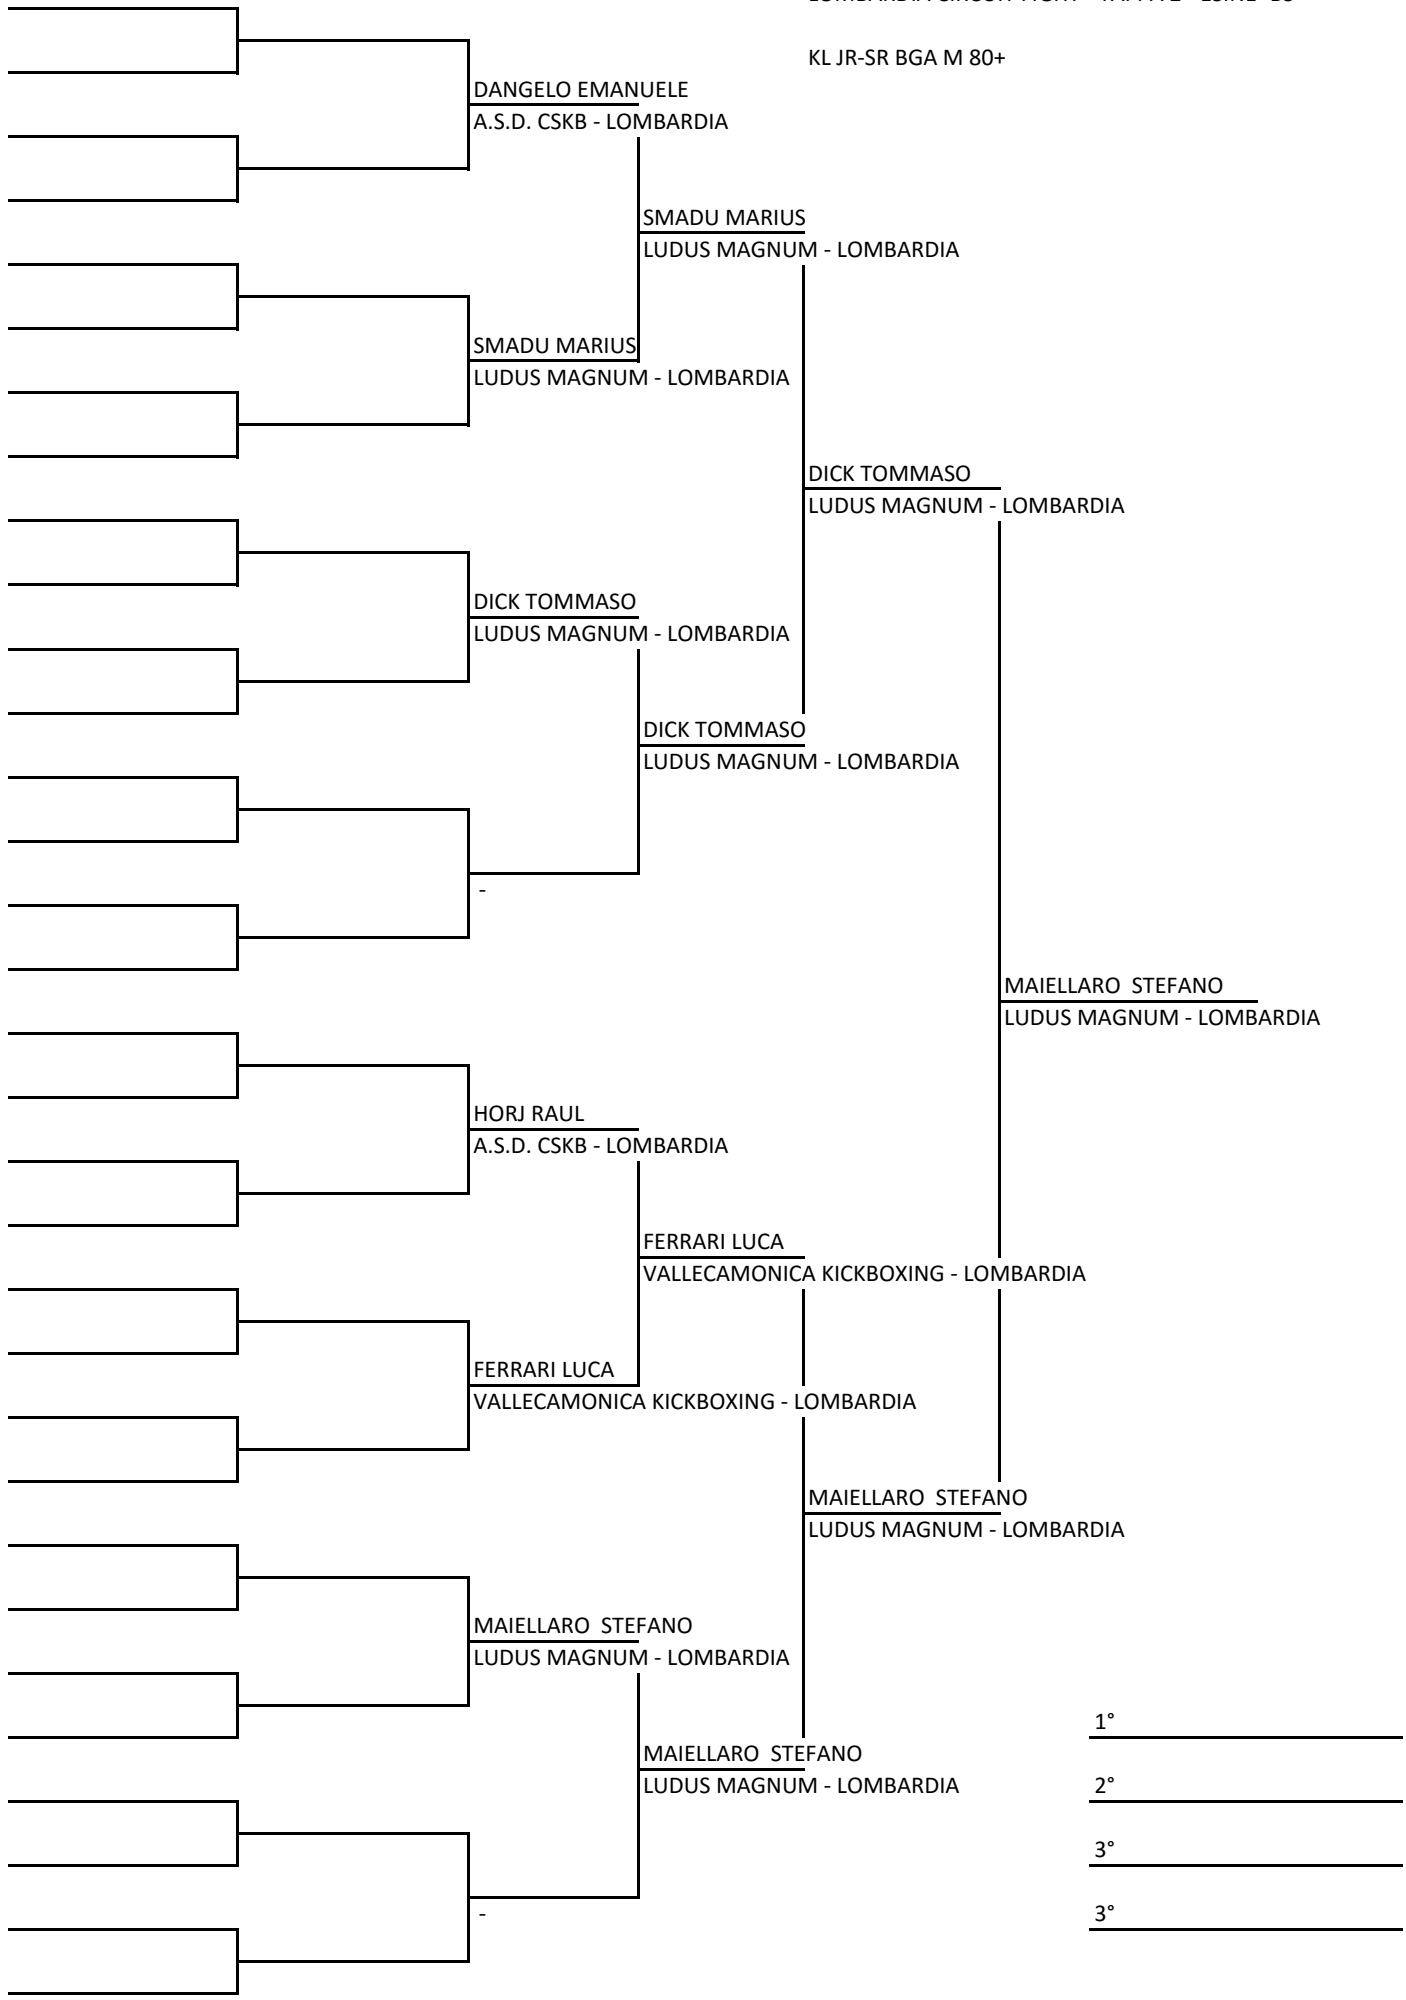 KL JR-SR BGA M 80+
DANGELO EMANUELE
A.S.D. CSKB - LOMBARDIA
SMADU MARIUS
LUDUS MAGNUM - LOMBARDIA
SMADU MARIUS
LUDUS MAGNUM - LOMBARDIA
DICK TOMMASO
LUDUS MAGNUM - LOMBARDIA
DICK TOMMASO
LUDUS MAGNUM - LOMBARDIA
DICK TOMMASO
LUDUS MAGNUM - LOMBARDIA
-
MAIELLARO  STEFANO
LUDUS MAGNUM - LOMBARDIA
HORJ RAUL
A.S.D. CSKB - LOMBARDIA
FERRARI LUCA
VALLECAMONICA KICKBOXING - LOMBARDIA
FERRARI LUCA
VALLECAMONICA KICKBOXING - LOMBARDIA
MAIELLARO  STEFANO
LUDUS MAGNUM - LOMBARDIA
MAIELLARO  STEFANO
LUDUS MAGNUM - LOMBARDIA
1°
MAIELLARO  STEFANO
LUDUS MAGNUM - LOMBARDIA
2°
3°
-
3°